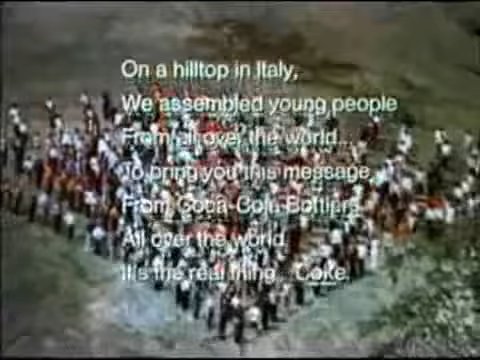 On a hilltop in Italy,
We assembled young people
From all over the world...
To bring you this message
From Coca-Cola Bottlers
All over the world.
It's the real thing. Coke.